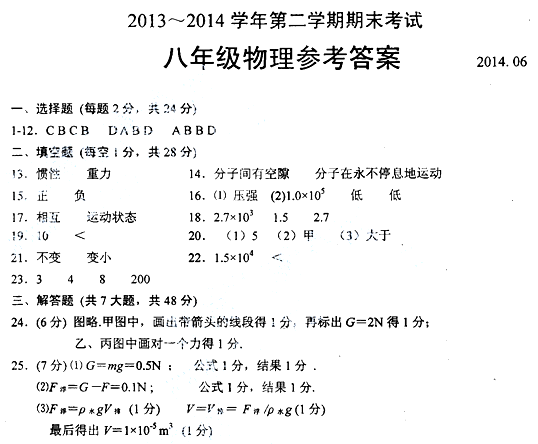 2013～2014 学年第二学期期末考试
八年级物理参考答案 2014. 06
一、选择题 (每题 2 分，共 24 分)
1-12．C B C B D A B D A B B D
二、填空题 (每空 1 分，共 28 分)
13．惯性 重力 14．分子间有空隙 分子在永不停息地运动
15．正 负 16．⑴ 压强 (2)1.0×10⁵ 低 低
17．相互 运动状态 18．2.7×10³ 1.5 2.7
19．10 < 20．（1）5 （2）甲 （3）大于
21．不变 变小 22．1.5×10⁴ <
23．3 4 8 200
三、解答题 (共 7 大题，共 48 分)
24．(6 分) 图略.甲图中，画出带箭头的线段得 1 分，再标出 G=2N 得 1 分；
乙、丙图中画对一个力得 1 分.
25．(7 分) ⑴ G=mg=0.5N ； 公式 1 分，结果 1 分 .
⑵F浮=G－F=0.1N； 公式 1 分，结果 1 分.
⑶F浮=ρ水gV排 (1 分) V=V排= F浮/ρ水g (1 分)
最后得出 V=1×10⁻⁵ m³ (1 分)